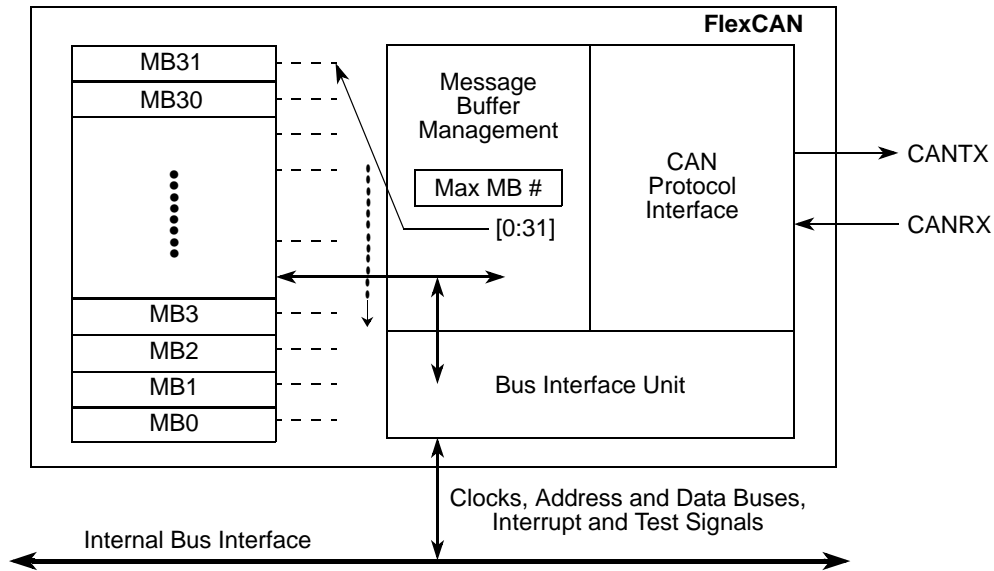 FlexCAN
MB31
MB30
MB3
MB2
MB1
MB0
Message
Buffer
Management
Max MB #
[0:31]
CAN
Protocol
Interface
CANTX
CANRX
Bus Interface Unit
Clocks, Address and Data Buses,
Interrupt and Test Signals
Internal Bus Interface